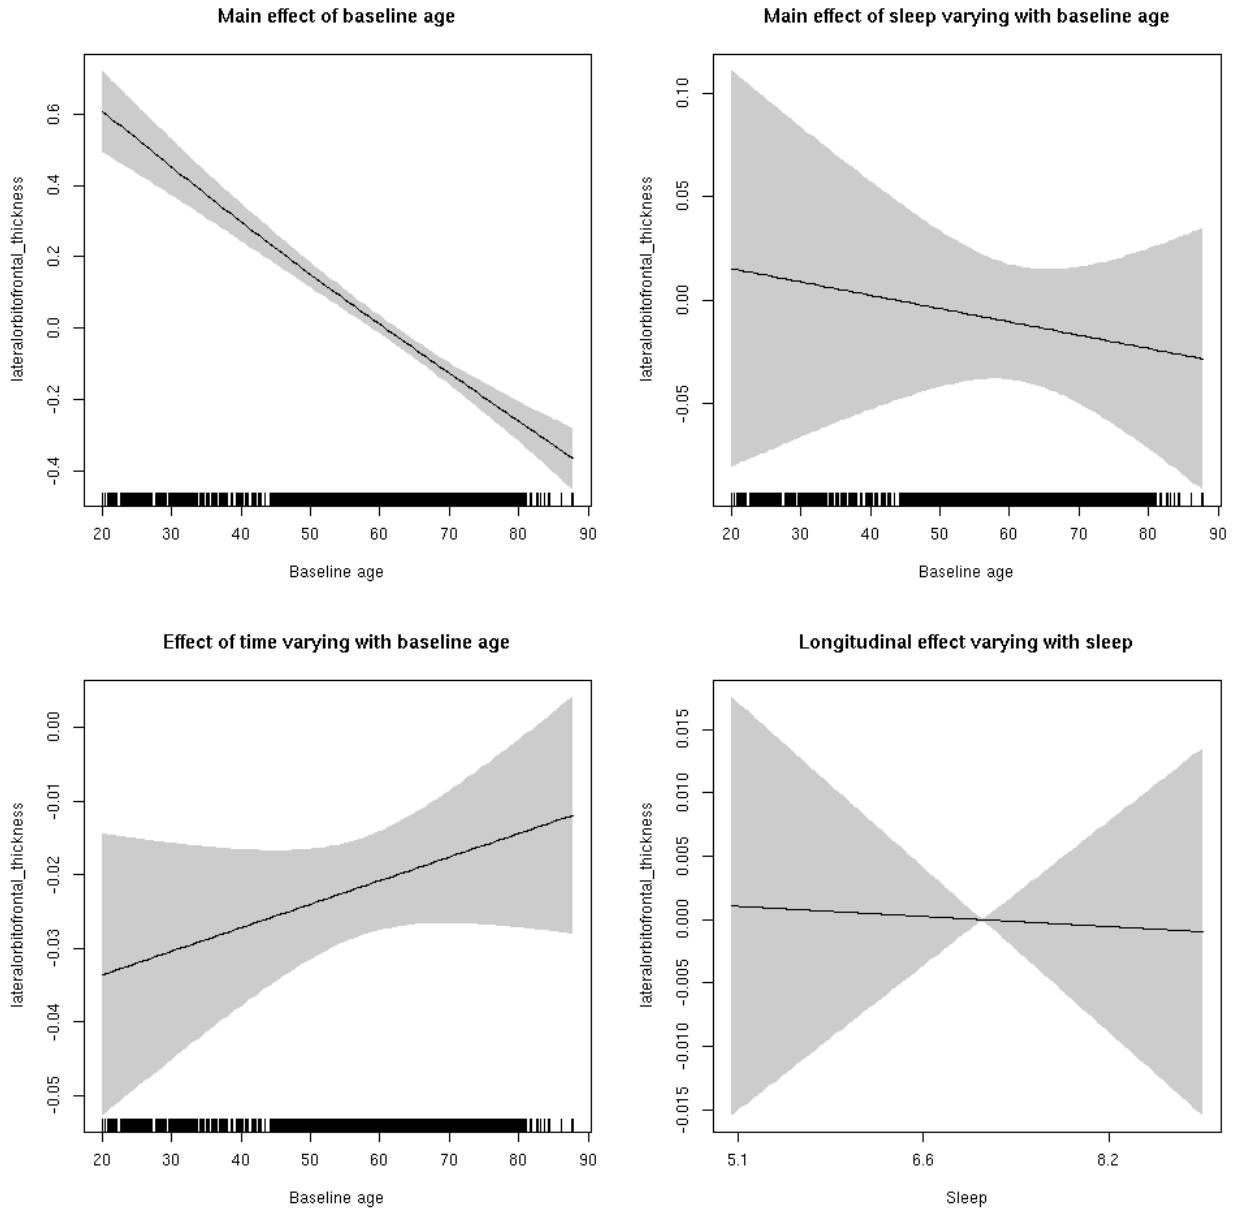 Main effect of baseline age
lateralorbitofrontal_thickness
0.6
0.4
0.2
0.0
-0.2
-0.4
20 30 40 50 60 70 80 90
Baseline age
Main effect of sleep varying with baseline age
lateralorbitofrontal_thickness
0.10
0.05
0.00
-0.05
20 30 40 50 60 70 80 90
Baseline age
Effect of time varying with baseline age
lateralorbitofrontal_thickness
0.00
-0.01
-0.02
-0.03
-0.04
-0.05
20 30 40 50 60 70 80 90
Baseline age
Longitudinal effect varying with sleep
lateralorbitofrontal_thickness
0.015
0.010
0.005
0.000
-0.005
-0.010
-0.015
5.1 6.6 8.2
Sleep